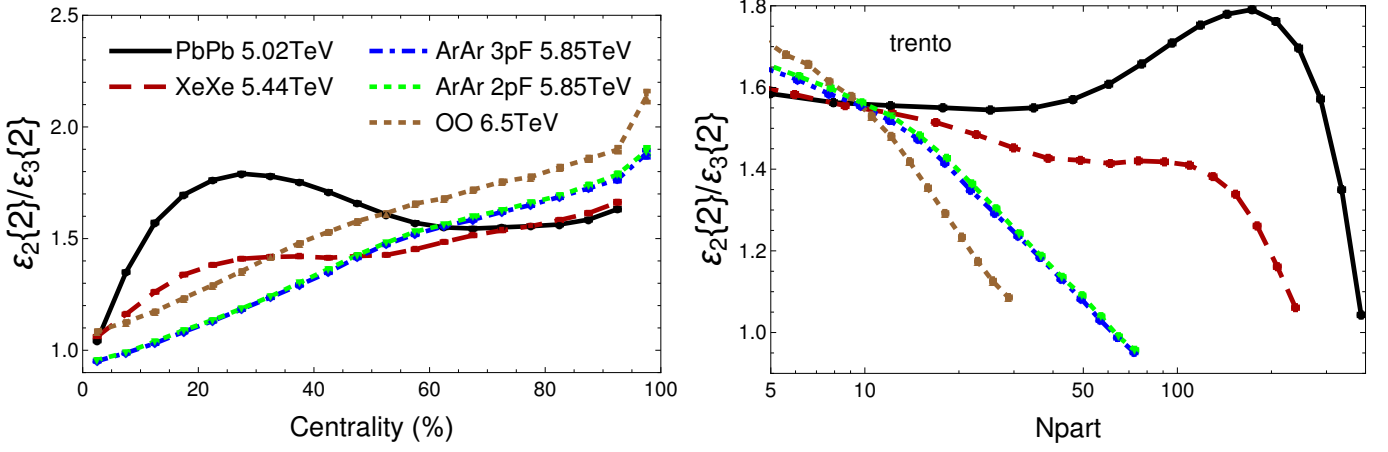 2.5
2.0
1.5
1.0
ε2{2}/ε3{2}
PbPb 5.02TeV
XeXe 5.44TeV
ArAr 3pF 5.85TeV
ArAr 2pF 5.85TeV
OO 6.5TeV
0 20 40 60 80 100
Centrality (%)
1.8
1.6
1.4
1.2
1.0
ε2{2}/ε3{2}
trento
5 10 50 100
Npart